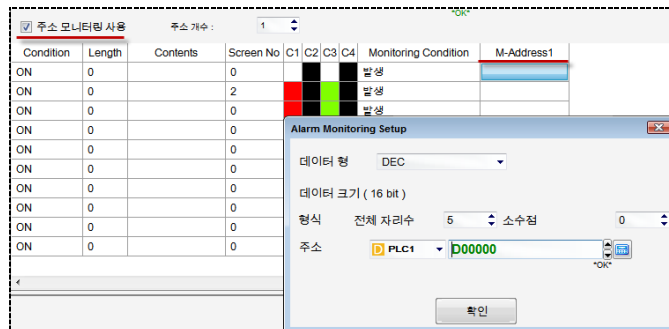 *OK*
주소 모니터링 사용 주소 개수 : 1
Condition Length Contents Screen No C1 C2 C3 C4 Monitoring Condition M-Address1
ON 0 0 발생
ON 0 2 발생
ON 0 0 발생
ON 0 0
ON 0 0
ON 0 0
ON 0 0
ON 0 0
ON 0 0
ON 0 0
Alarm Monitoring Setup
데이터 형 DEC
데이터 크기 ( 16 bit )
형식 전체 자리수 5 소수점 0
주소 D PLC1 D00000
*OK*
확인